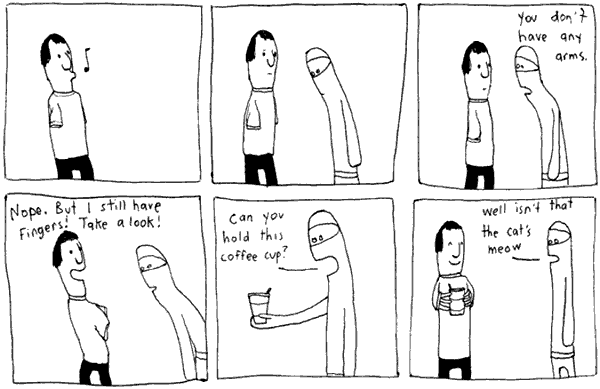 you don't
have any
arms.
Nope. But I still have
Fingers! Take a look!
Can you
hold this
coffee cup?
well isn't that
the cat's
meow